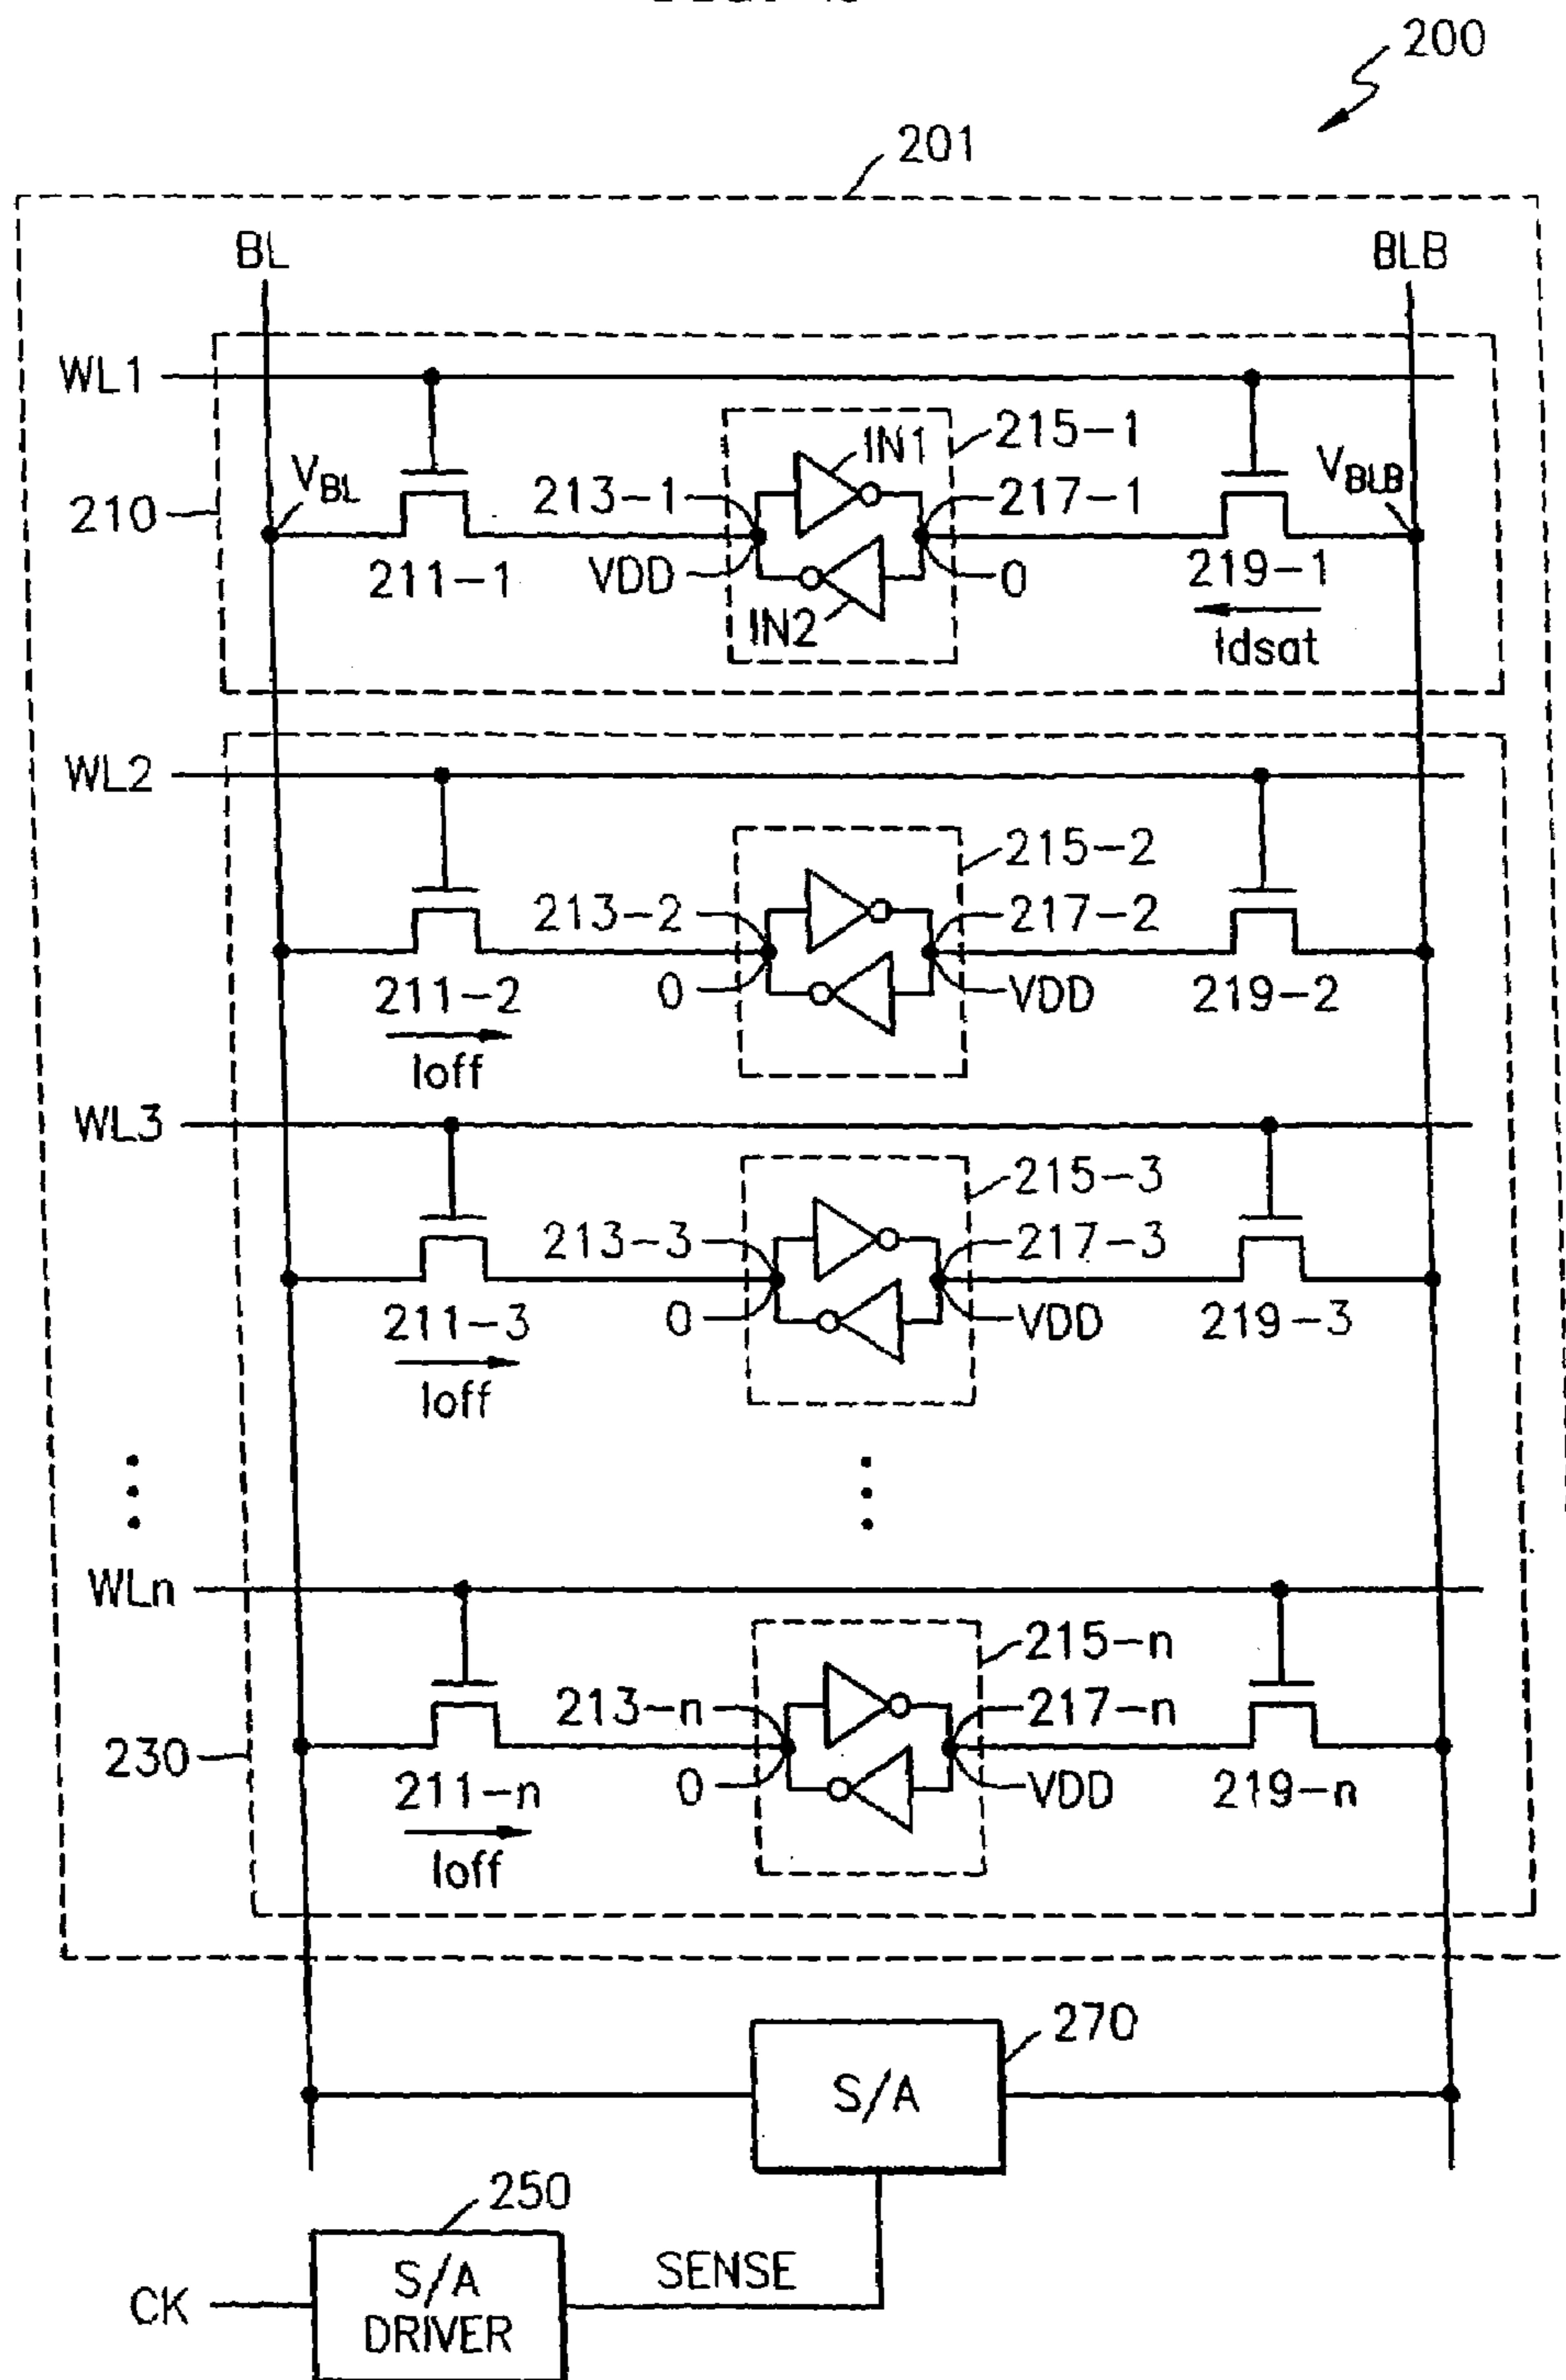 200
201
BL BLB
WL1
IN1 215-1
VBL 213-1 217-1 VBLB
210
211-1 VDD 0 219-1
IN2 Idsat
WL2
215-2
213-2 217-2
211-2 0 VDD 219-2
Ioff
WL3
215-3
213-3 217-3
211-3 0 VDD 219-3
Ioff
WLn
215-n
213-n 217-n
230
211-n 0 VDD 219-n
Ioff
270
S/A
250
S/A SENSE
CK
DRIVER